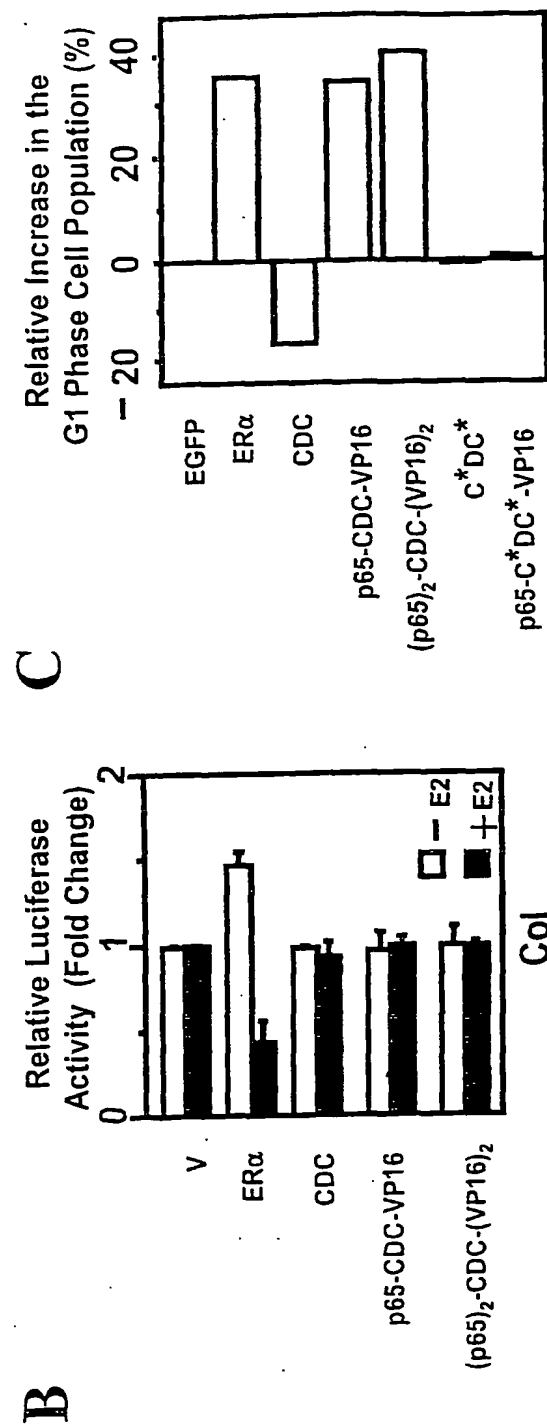 B
Relative Luciferase
Activity (Fold Change)
0
1
2
V
ERα
CDC
p65-CDC-VP16
(p65)₂-CDC-(VP16)₂
− E2
+ E2
Col
C
Relative Increase in the
G1 Phase Cell Population (%)
− 20
0
20
40
EGFP
ERα
CDC
p65-CDC-VP16
(p65)₂-CDC-(VP16)₂
C*DC*
p65-C*DC*-VP16